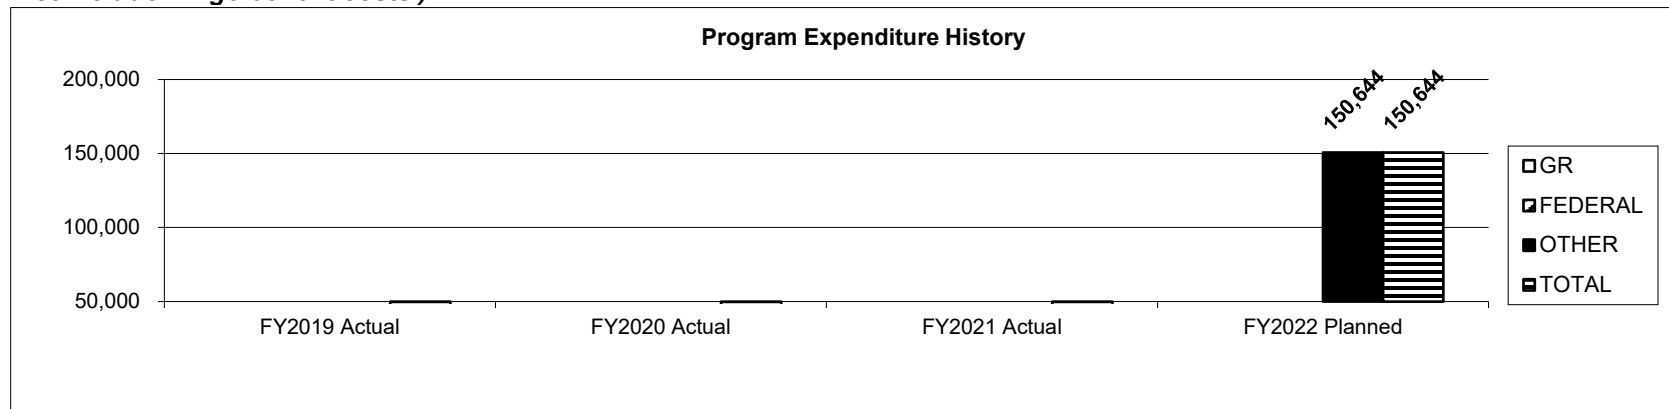 Program Expenditure History
200,000
150,644 150,644
150,000
GR
FEDERAL
100,000
OTHER
TOTAL
50,000
FY2019 Actual FY2020 Actual FY2021 Actual FY2022 Planned